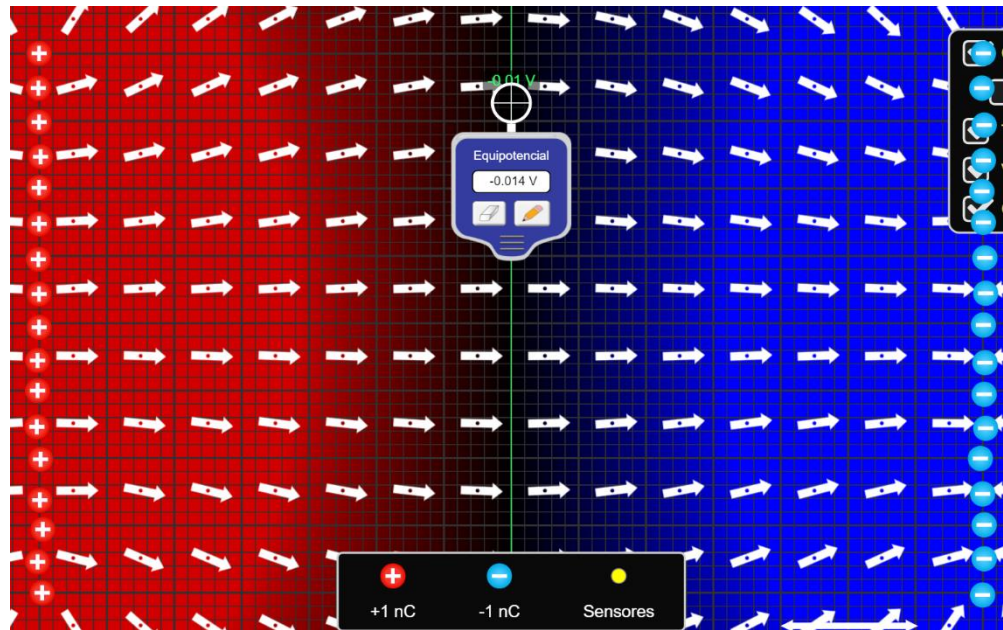 -0.01 V
Equipotencial
-0.014 V
+1 nC
-1 nC
Sensores